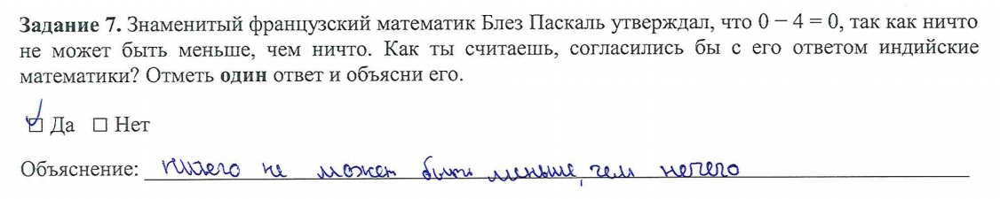 Задание 7. Знаменитый французский математик Блез Паскаль утверждал, что 0 – 4 = 0, так как ничто
не может быть меньше, чем ничто. Как ты считаешь, согласились бы с его ответом индийские
математики? Отметь один ответ и объясни его.
☑ Да ☐ Нет
Объяснение: ничего не может быть меньше, чем нечего